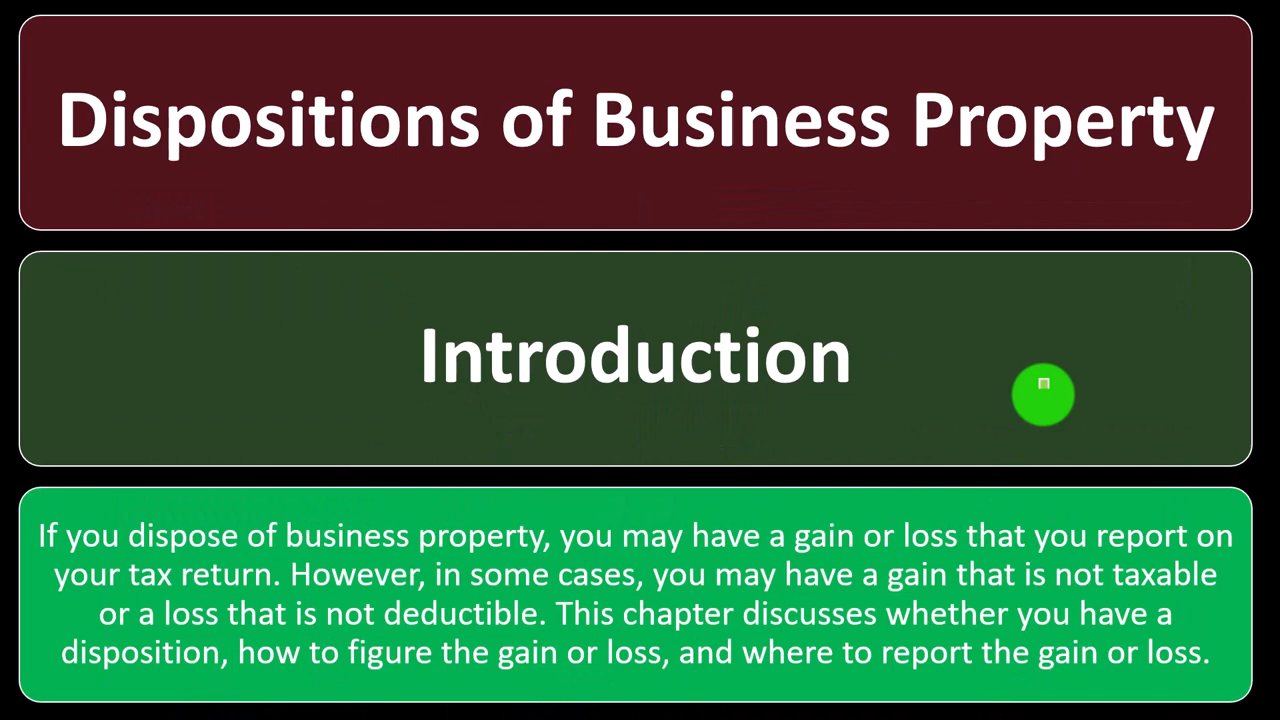 Dispositions of Business Property
Introduction
If you dispose of business property, you may have a gain or loss that you report on
your tax return. However, in some cases, you may have a gain that is not taxable
or a loss that is not deductible. This chapter discusses whether you have a
disposition, how to figure the gain or loss, and where to report the gain or loss.